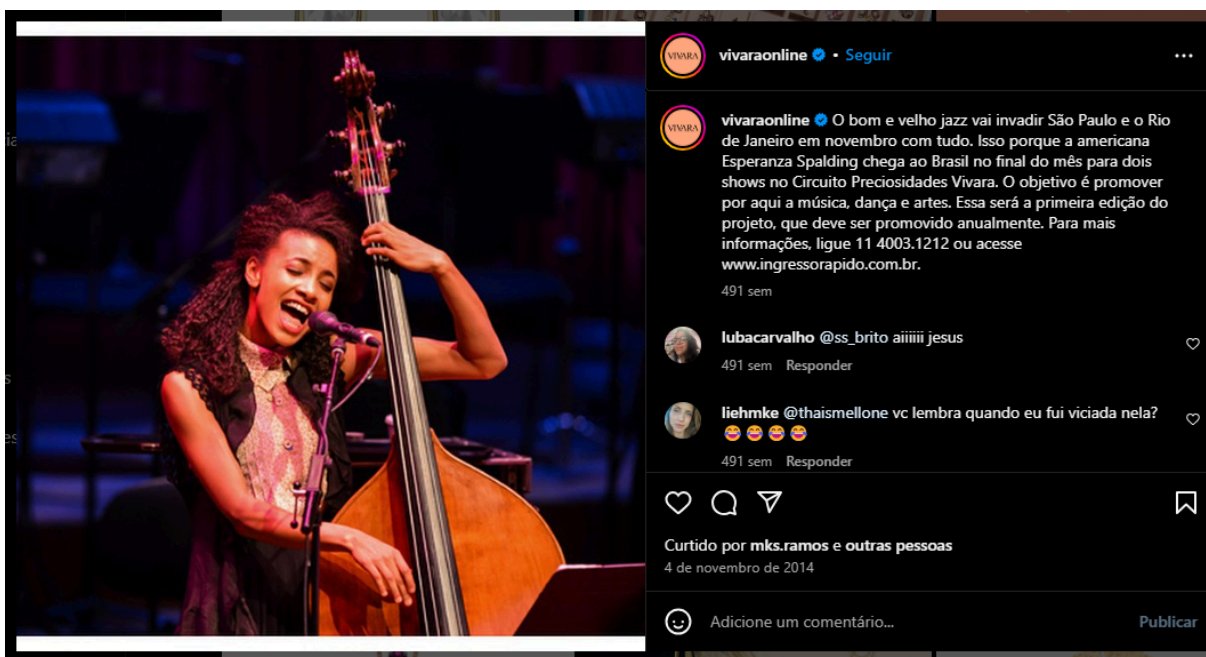 VIVARA
vivaraonline • Seguir
VIVARA
vivaraonline O bom e velho jazz vai invadir São Paulo e o Rio
de Janeiro em novembro com tudo. Isso porque a americana
Esperanza Spalding chega ao Brasil no final do mês para dois
shows no Circuito Preciosidades Vivara. O objetivo é promover
por aqui a música, dança e artes. Essa será a primeira edição do
projeto, que deve ser promovido anualmente. Para mais
informações, ligue 11 4003.1212 ou acesse
www.ingressorapido.com.br.
491 sem
lubacarvalho @ss_brito aiiiiii jesus
491 sem Responder
liehmke @thaismellone vc lembra quando eu fui viciada nela?
😂😂😂😂
491 sem Responder
Curtido por mks.ramos e outras pessoas
4 de novembro de 2014
Adicione um comentário... Publicar